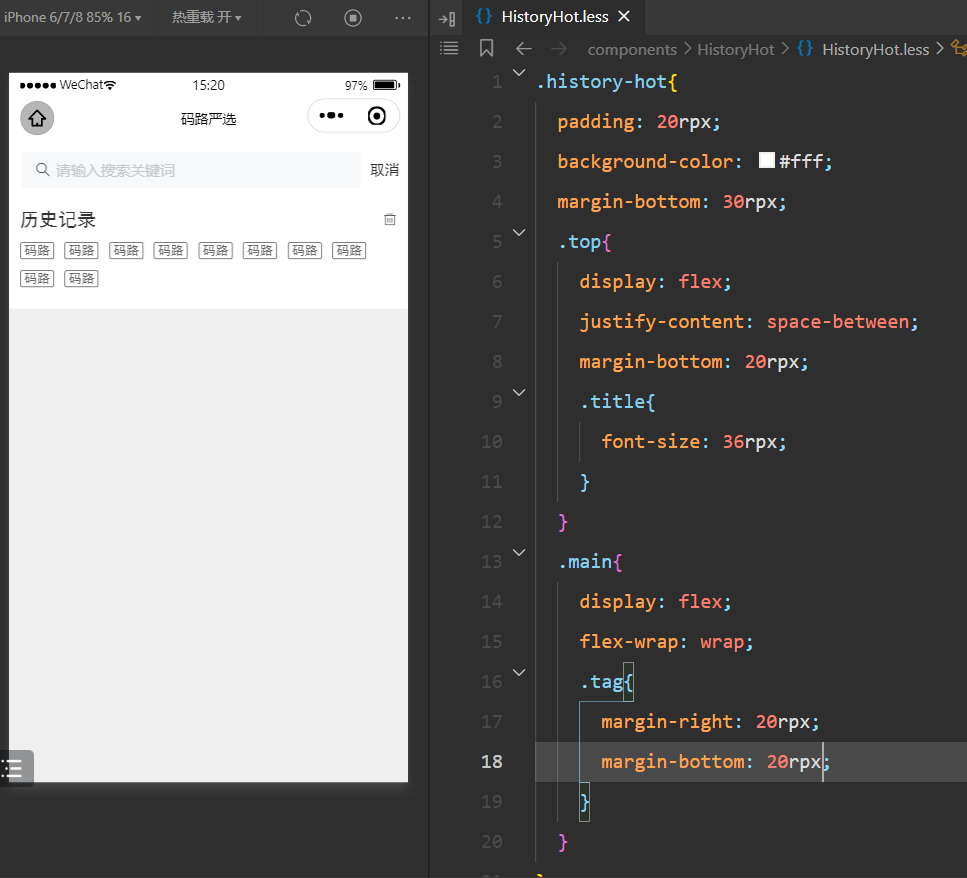 iPhone 6/7/8 85% 16 ▾ 热重载 开 ▾
WeChat 15:20 97%
码路严选
请输入搜索关键词 取消
历史记录
码路 码路 码路 码路 码路 码路 码路 码路
码路 码路
{} HistoryHot.less ×
components > HistoryHot > {} HistoryHot.less >
1 .history-hot{
2 padding: 20rpx;
3 background-color: #fff;
4 margin-bottom: 30rpx;
5 .top{
6 display: flex;
7 justify-content: space-between;
8 margin-bottom: 20rpx;
9 .title{
10 font-size: 36rpx;
11 }
12 }
13 .main{
14 display: flex;
15 flex-wrap: wrap;
16 .tag{
17 margin-right: 20rpx;
18 margin-bottom: 20rpx;
19 }
20 }